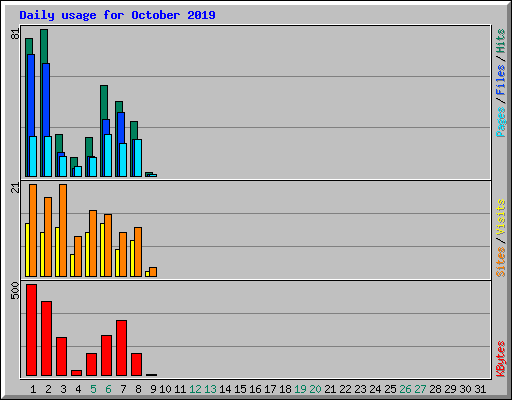 Daily usage for October 2019
81
Pages/Files/Hits
21
Sites/Visits
500
KBytes
1 2 3 4 5 6 7 8 9 10 11 12 13 14 15 16 17 18 19 20 21 22 23 24 25 26 27 28 29 30 31